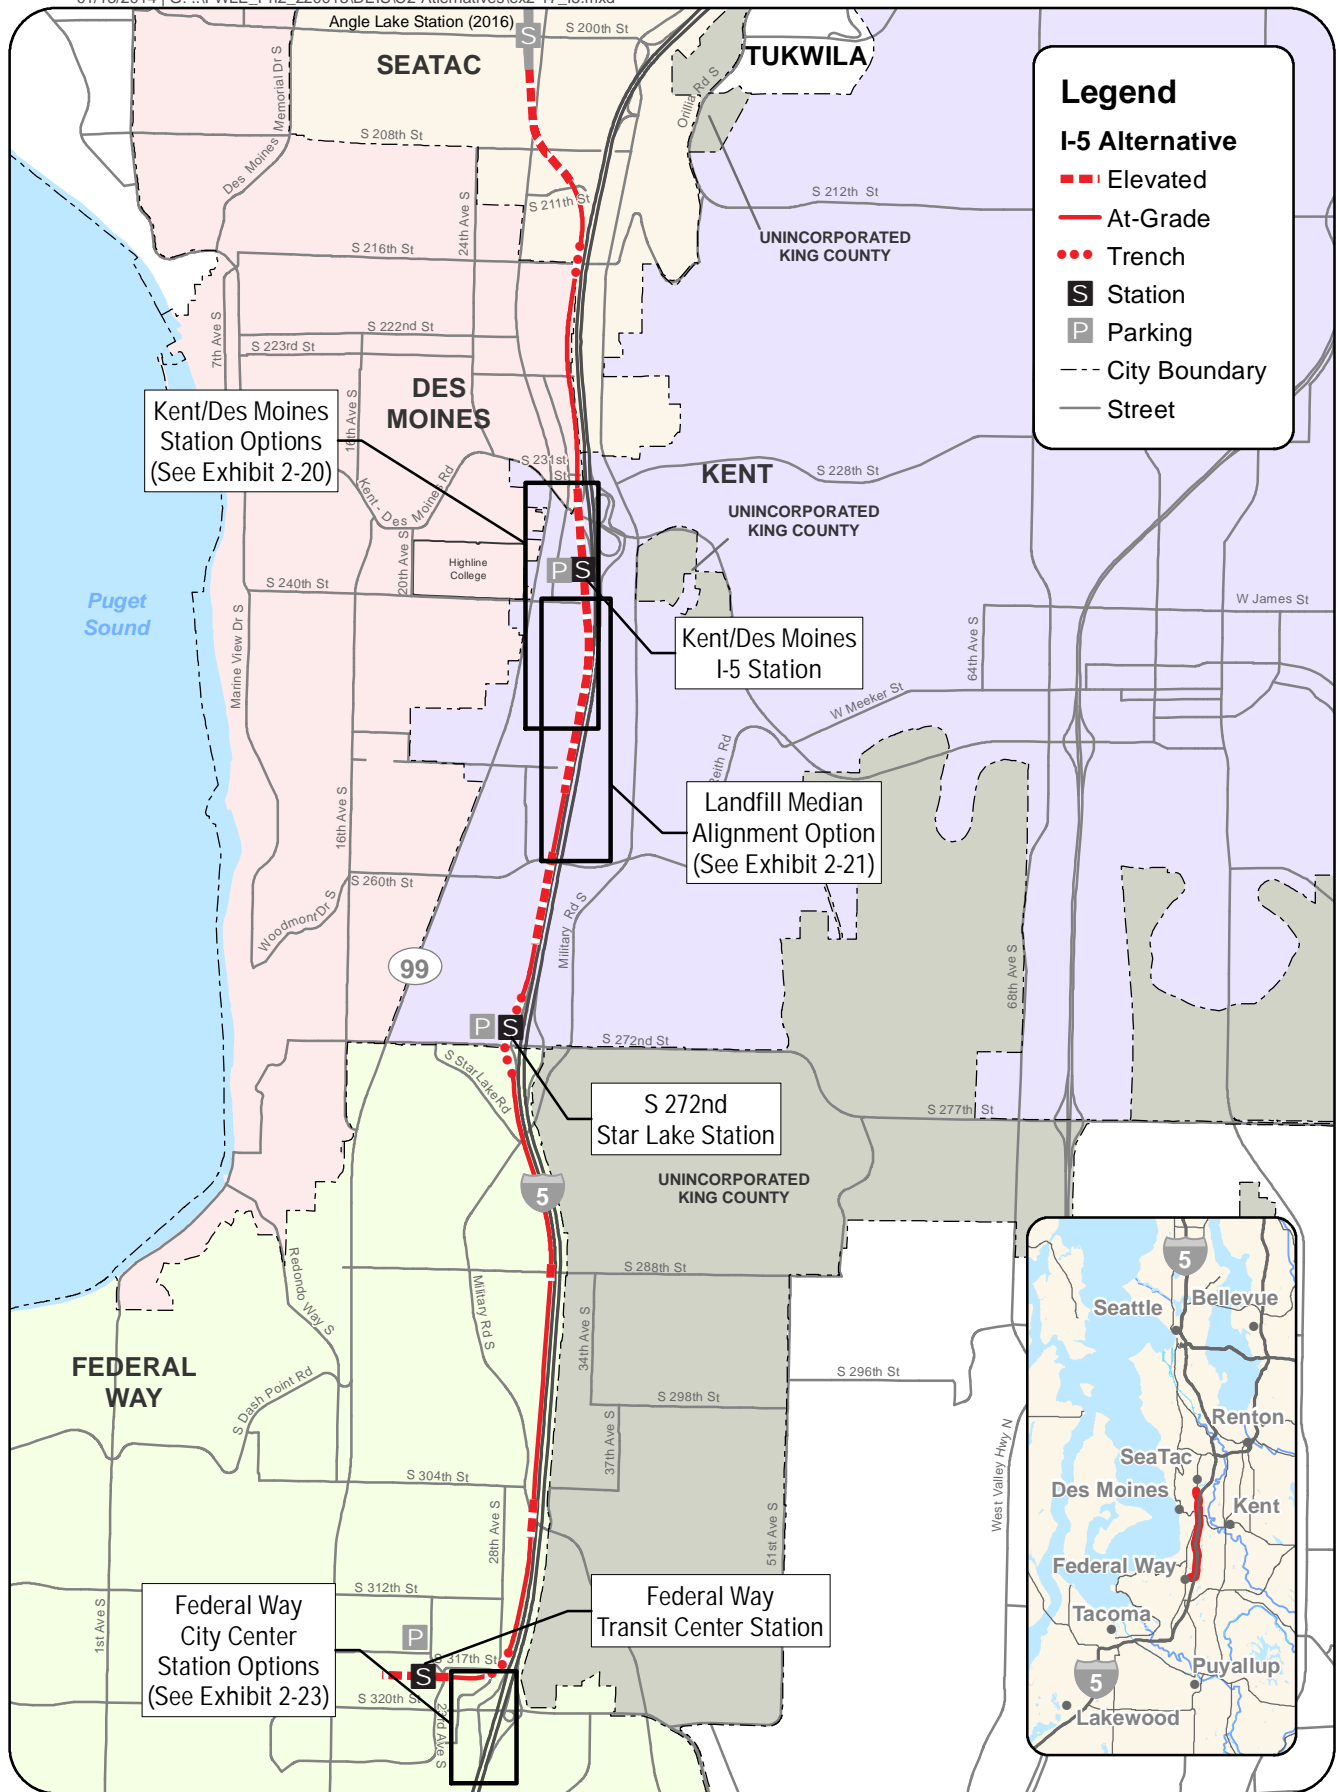 Angle Lake Station (2016)
S
S 200th St
SEATAC
TUKWILA
Orillia Rd S
Des Moines Memorial Dr S
S 208th St
S 211th St
S 212th St
24th Ave S
S 216th St
UNINCORPORATED
KING COUNTY
Legend
I-5 Alternative
Elevated
At-Grade
Trench
S Station
P Parking
City Boundary
Street
7th Ave S
S 222nd St
S 223rd St
DES
MOINES
16th Ave S
Kent/Des Moines
Station Options
(See Exhibit 2-20)
Kent - Des Moines Rd
S 231st
St
KENT
S 228th St
UNINCORPORATED
KING COUNTY
20th Ave S
Highline
College
P S
S 240th St
Puget
Sound
Marine View Dr S
Kent/Des Moines
I-5 Station
64th Ave S
W James St
W Meeker St
Reith Rd
16th Ave S
Landfill Median
Alignment Option
(See Exhibit 2-21)
S 260th St
Woodmont Dr S
99
Military Rd S
68th Ave S
P S
S 272nd St
S Star Lake Rd
S 272nd
Star Lake Station
S 277th St
UNINCORPORATED
KING COUNTY
5
Redondo Way S
Military Rd S
S 288th St
34th Ave S
FEDERAL
WAY
S Dash Point Rd
S 296th St
S 298th St
37th Ave S
S 304th St
28th Ave S
51st Ave S
West Valley Hwy N
S 312th St
1st Ave S
Federal Way
City Center
Station Options
(See Exhibit 2-23)
Federal Way
Transit Center Station
P
S 317th St
S
S 320th St
23rd Ave S
5
Seattle
Bellevue
Renton
SeaTac
Des Moines
Kent
Federal Way
Tacoma
Puyallup
5
Lakewood